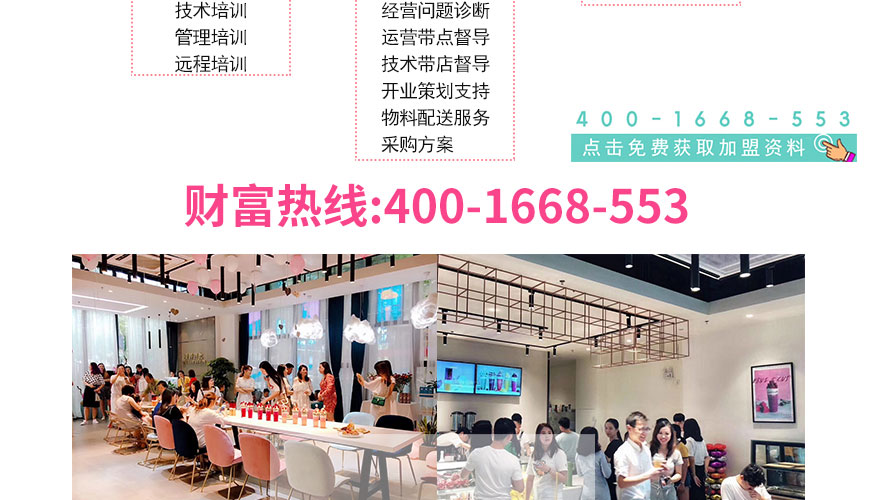 技术培训
管理培训
远程培训
经营问题诊断
运营带点督导
技术带店督导
开业策划支持
物料配送服务
采购方案
400-1668-553
点击免费获取加盟资料
财富热线:400-1668-553